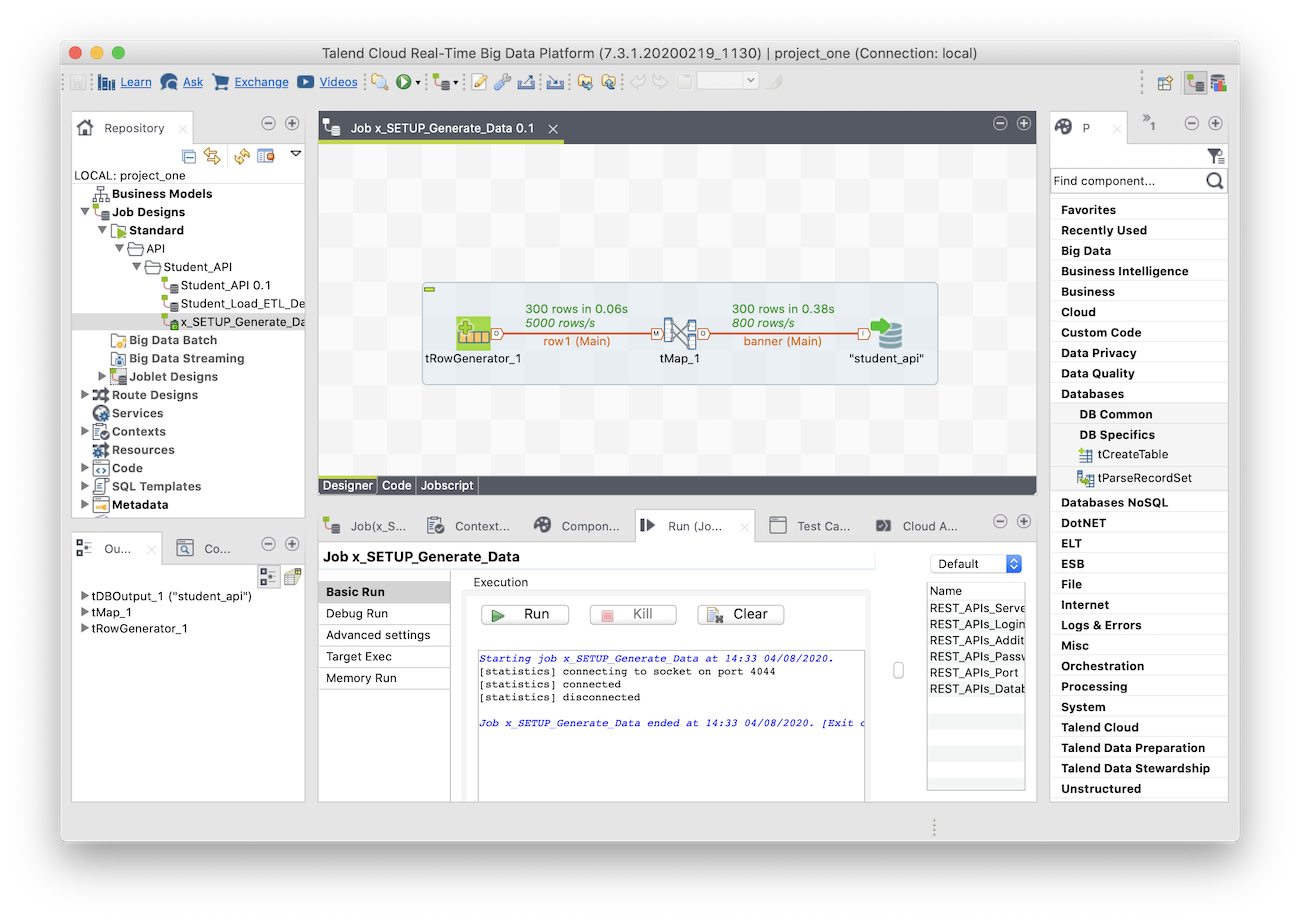 Talend Cloud Real-Time Big Data Platform (7.3.1.20200219_1130) | project_one (Connection: local)
Learn Ask Exchange Videos
Repository
LOCAL: project_one
Business Models
Job Designs
Standard
API
Student_API
Student_API 0.1
Student_Load_ETL_De
x_SETUP_Generate_Da
Big Data Batch
Big Data Streaming
Joblet Designs
Route Designs
Services
Contexts
Resources
Code
SQL Templates
Metadata
Ou... Co...
tDBOutput_1 ("student_api")
tMap_1
tRowGenerator_1
Job x_SETUP_Generate_Data 0.1
300 rows in 0.06s
5000 rows/s
row1 (Main)
300 rows in 0.38s
800 rows/s
banner (Main)
O M O I
tRowGenerator_1 tMap_1 "student_api"
Designer Code Jobscript
Job(x_S... Context... Compon... Run (Jo... Test Ca... Cloud A...
Job x_SETUP_Generate_Data
Basic Run
Debug Run
Advanced settings
Target Exec
Memory Run
Execution
Run Kill Clear
Starting job x_SETUP_Generate_Data at 14:33 04/08/2020.
[statistics] connecting to socket on port 4044
[statistics] connected
[statistics] disconnected
Job x_SETUP_Generate_Data ended at 14:33 04/08/2020. [Exit c
Default
Name
REST_APIs_Serve
REST_APIs_Login
REST_APIs_Addit
REST_APIs_Passw
REST_APIs_Port
REST_APIs_Datab
P
1
Find component...
Favorites
Recently Used
Big Data
Business Intelligence
Business
Cloud
Custom Code
Data Privacy
Data Quality
Databases
DB Common
DB Specifics
tCreateTable
tParseRecordSet
Databases NoSQL
DotNET
ELT
ESB
File
Internet
Logs & Errors
Misc
Orchestration
Processing
System
Talend Cloud
Talend Data Preparation
Talend Data Stewardship
Unstructured